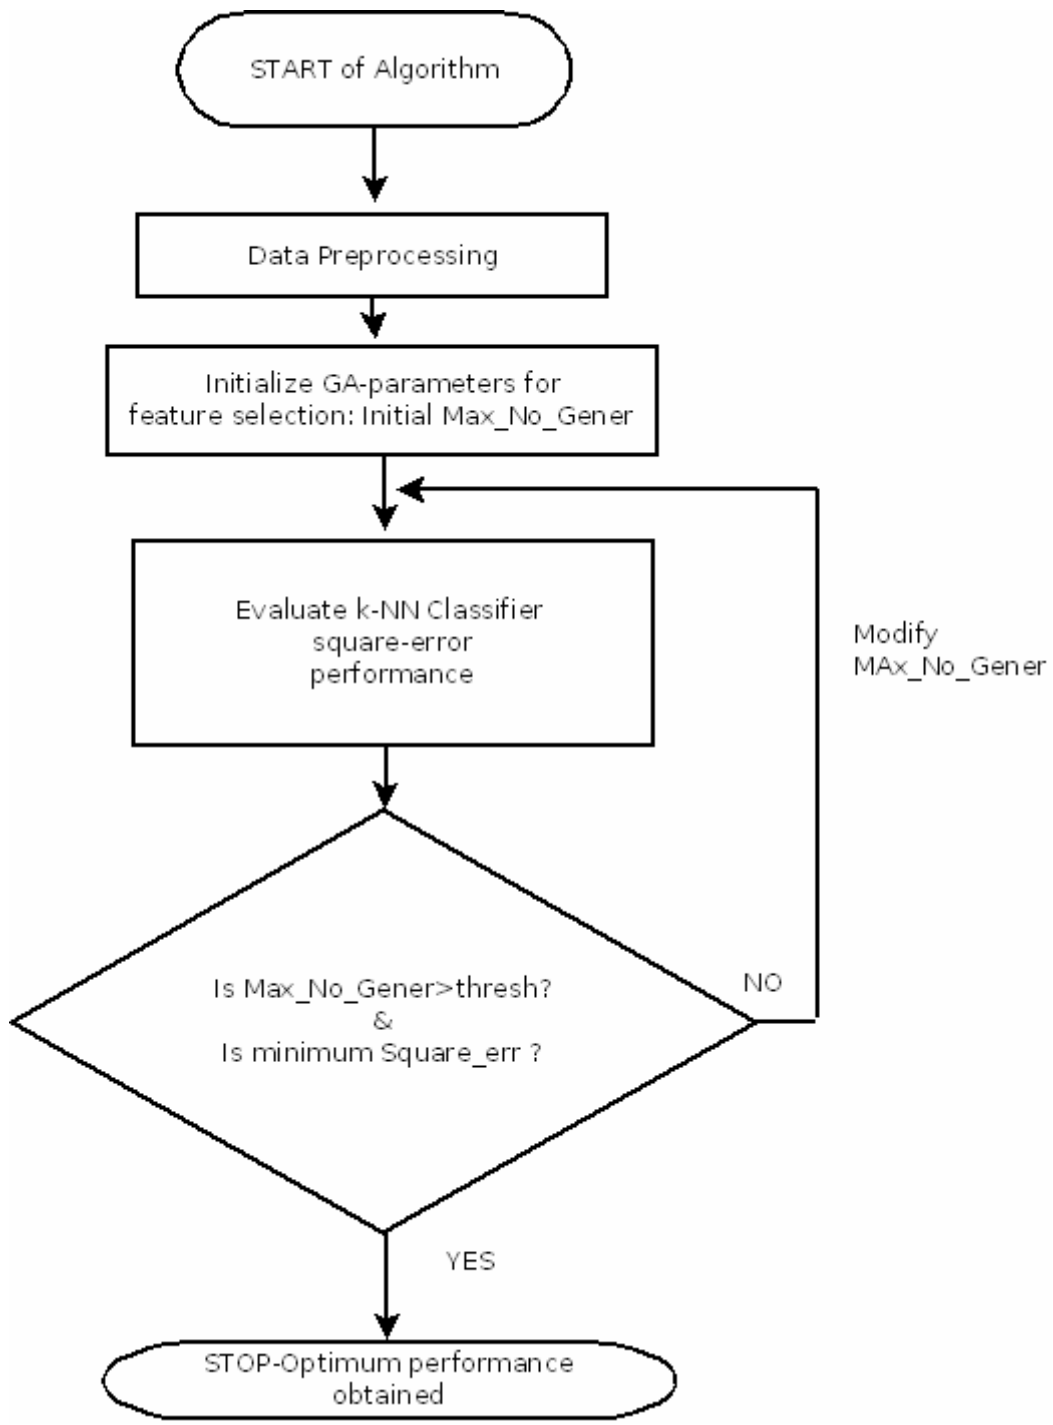 START of Algorithm
Data Preprocessing
Initialize GA-parameters for
feature selection: Initial Max_No_Gener
Evaluate k-NN Classifier
square-error
performance
Modify
MAx_No_Gener
Is Max_No_Gener>thresh?
&
Is minimum Square_err ?
NO
YES
STOP-Optimum performance
obtained